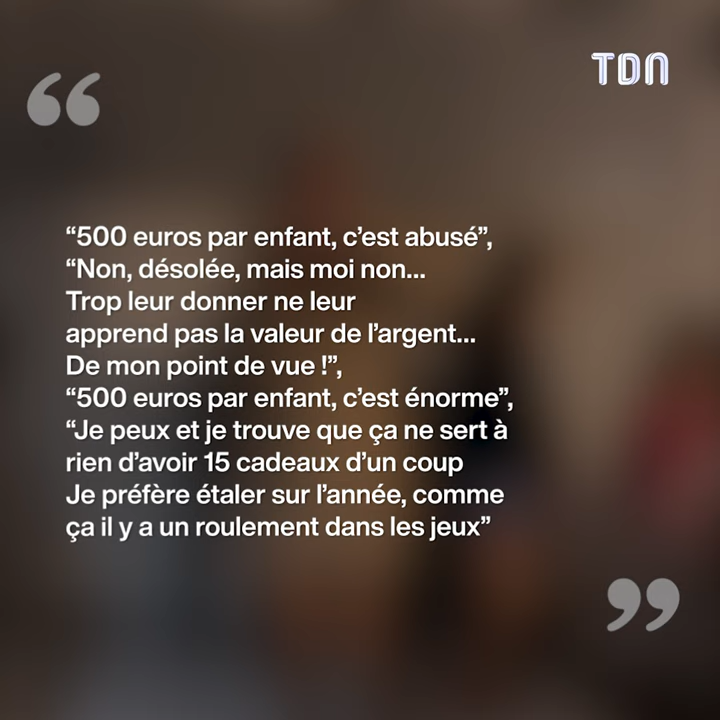 TDN
“
“500 euros par enfant, c’est abusé”,
“Non, désolée, mais moi non...
Trop leur donner ne leur
apprend pas la valeur de l’argent...
De mon point de vue !”,
“500 euros par enfant, c’est énorme”,
“Je peux et je trouve que ça ne sert à
rien d’avoir 15 cadeaux d’un coup
Je préfère étaler sur l’année, comme
ça il y a un roulement dans les jeux”
”